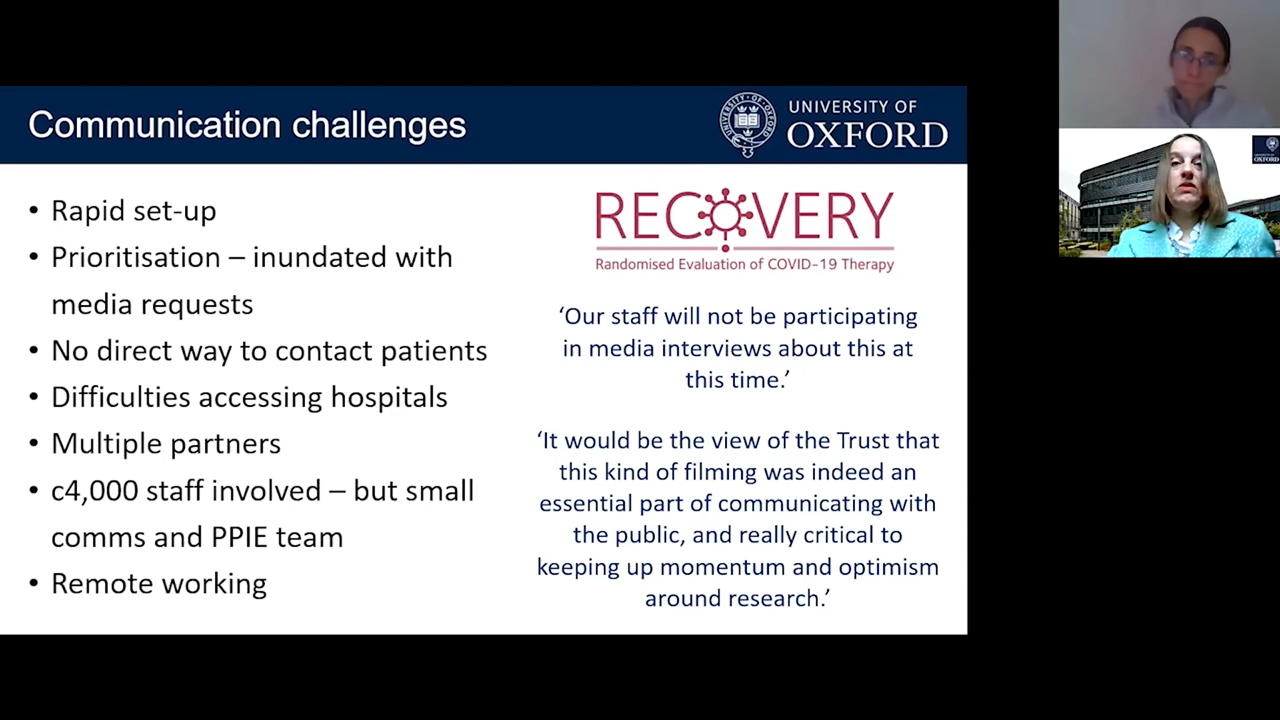 Communication challenges
UNIVERSITY OF
OXFORD
• Rapid set-up
• Prioritisation – inundated with
media requests
• No direct way to contact patients
• Difficulties accessing hospitals
• Multiple partners
• c4,000 staff involved – but small
comms and PPIE team
• Remote working
RECOVERY
Randomised Evaluation of COVID-19 Therapy
‘Our staff will not be participating
in media interviews about this at
this time.’
‘It would be the view of the Trust that
this kind of filming was indeed an
essential part of communicating with
the public, and really critical to
keeping up momentum and optimism
around research.’
OXFORD